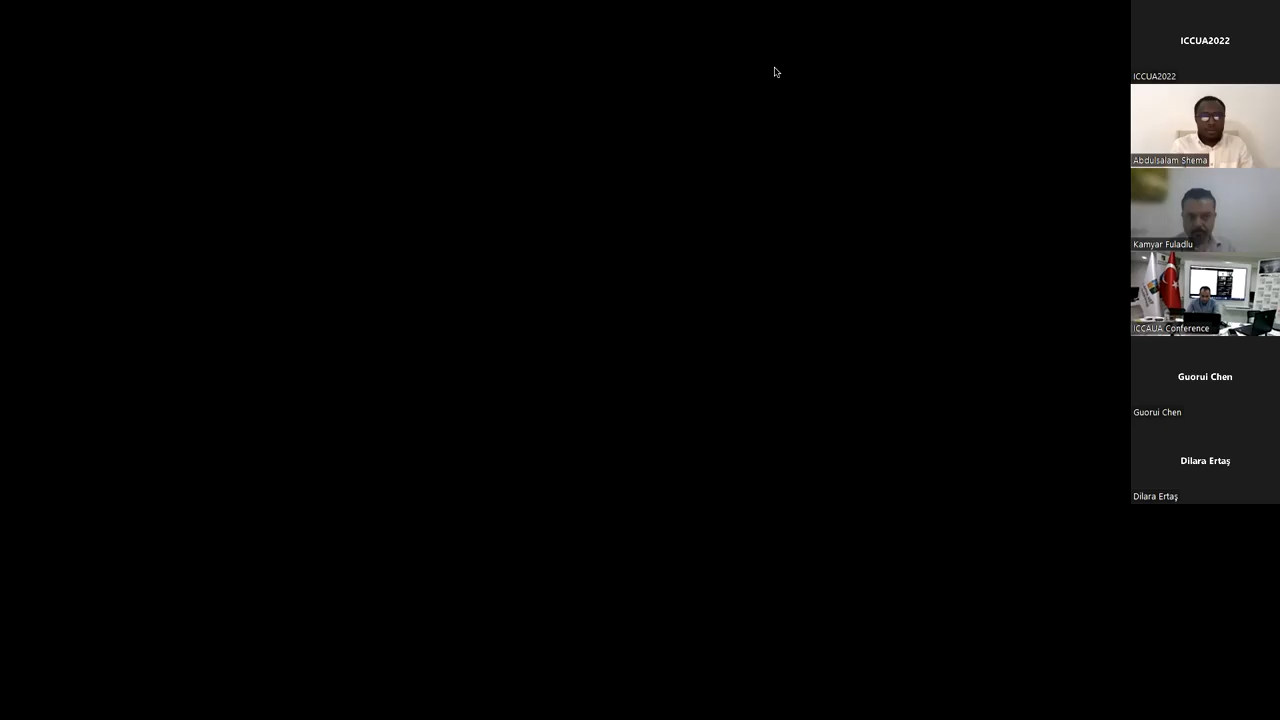 ICCUA2022
ICCUA2022
Abdulsalam Shema
Kamyar Fuladlu
ICCAUA Conference
Guorui Chen
Guorui Chen
Dilara Ertaş
Dilara Ertaş